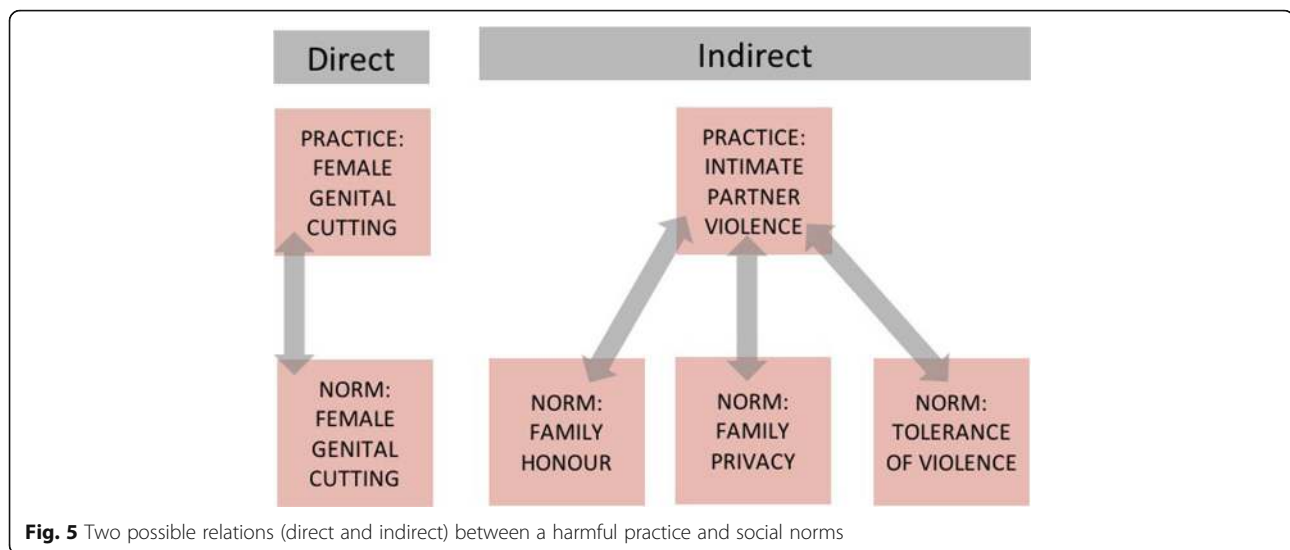 Direct
Indirect
PRACTICE:
FEMALE
GENITAL
CUTTING
PRACTICE:
INTIMATE
PARTNER
VIOLENCE
NORM:
FEMALE
GENITAL
CUTTING
NORM:
FAMILY
HONOUR
NORM:
FAMILY
PRIVACY
NORM:
TOLERANCE
OF VIOLENCE
Fig. 5 Two possible relations (direct and indirect) between a harmful practice and social norms